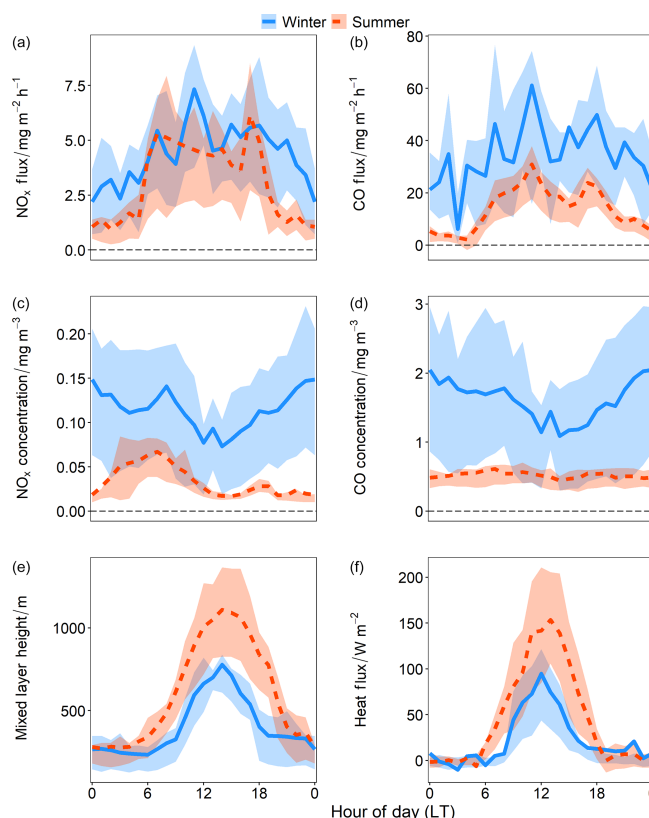 Winter Summer
(a)
NOx flux/mg m−2 h−1
7.5
5.0
2.5
0.0
(b)
CO flux/mg m−2 h−1
80
60
40
20
0
(c)
NOx concentration/mg m−3
0.20
0.15
0.10
0.05
0.00
(d)
CO concentration/mg m−3
3
2
1
0
(e)
Mixed layer height/m
1000
500
0 6 12 18 0
(f)
Heat flux/W m−2
200
150
100
50
0
0 6 12 18
Hour of day (LT)